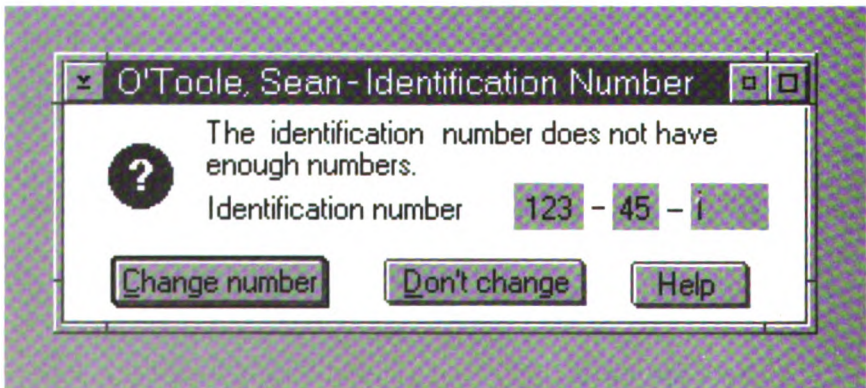 O'Toole, Sean-Identification Number
The identification number does not have
enough numbers.
Identification number 123 - 45 - i
Change number Don't change Help